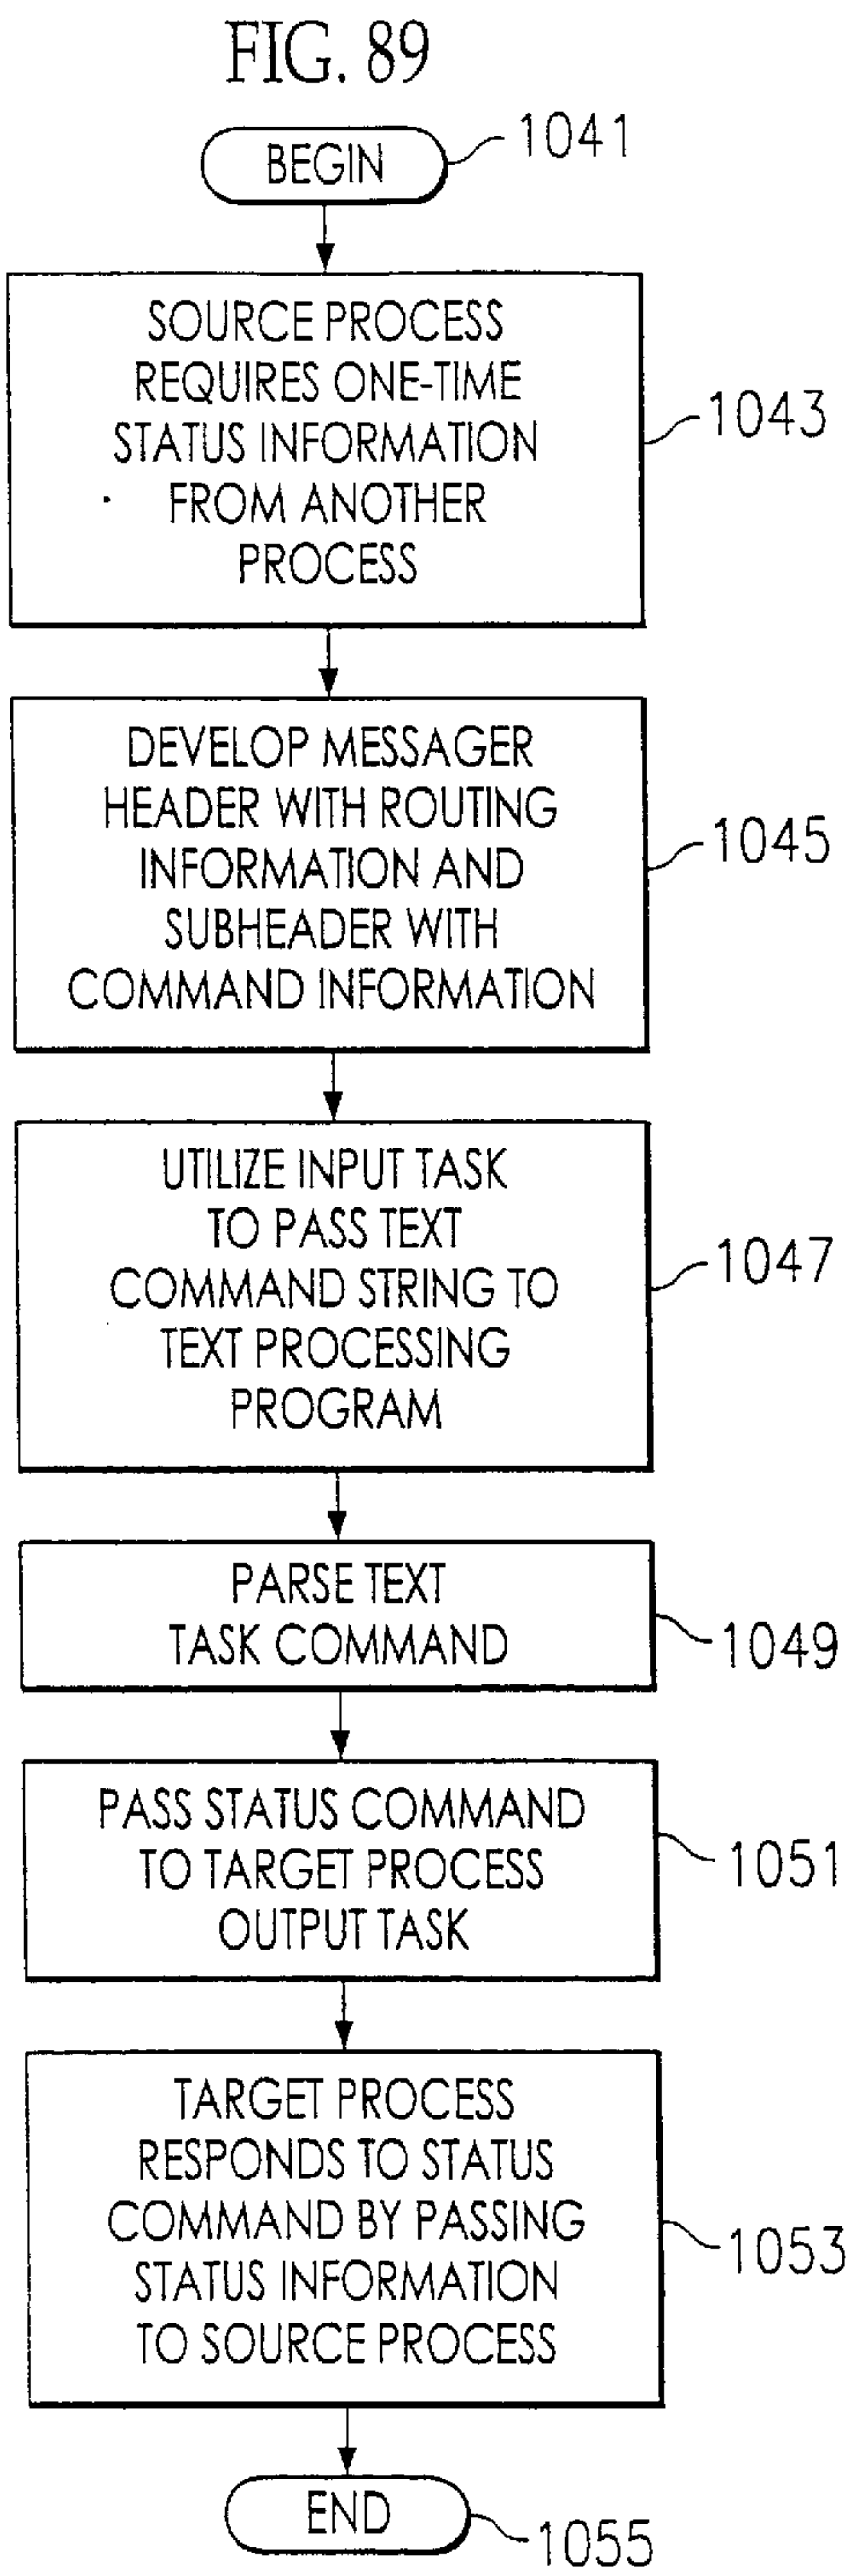 FIG. 89
BEGIN
1041
SOURCE PROCESS
REQUIRES ONE-TIME
STATUS INFORMATION
FROM ANOTHER
PROCESS
1043
DEVELOP MESSAGER
HEADER WITH ROUTING
INFORMATION AND
SUBHEADER WITH
COMMAND INFORMATION
1045
UTILIZE INPUT TASK
TO PASS TEXT
COMMAND STRING TO
TEXT PROCESSING
PROGRAM
1047
PARSE TEXT
TASK COMMAND
1049
PASS STATUS COMMAND
TO TARGET PROCESS
OUTPUT TASK
1051
TARGET PROCESS
RESPONDS TO STATUS
COMMAND BY PASSING
STATUS INFORMATION
TO SOURCE PROCESS
1053
END
1055